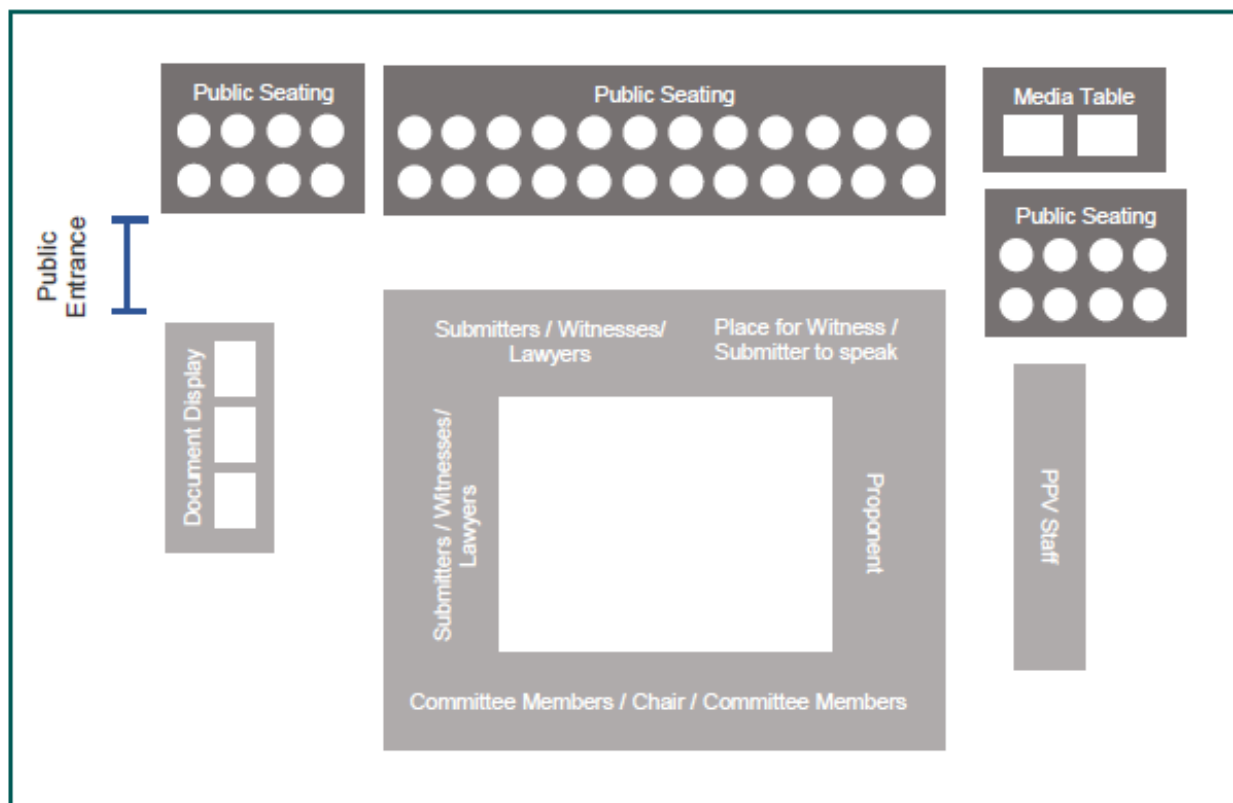 Public Seating
Public Seating
Media Table
Public Seating
Public
Entrance
Submitters / Witnesses/
Lawyers
Place for Witness /
Submitter to speak
Document Display
Submitters / Witnesses/
Lawyers
Proponent
PPV Staff
Committee Members / Chair / Committee Members